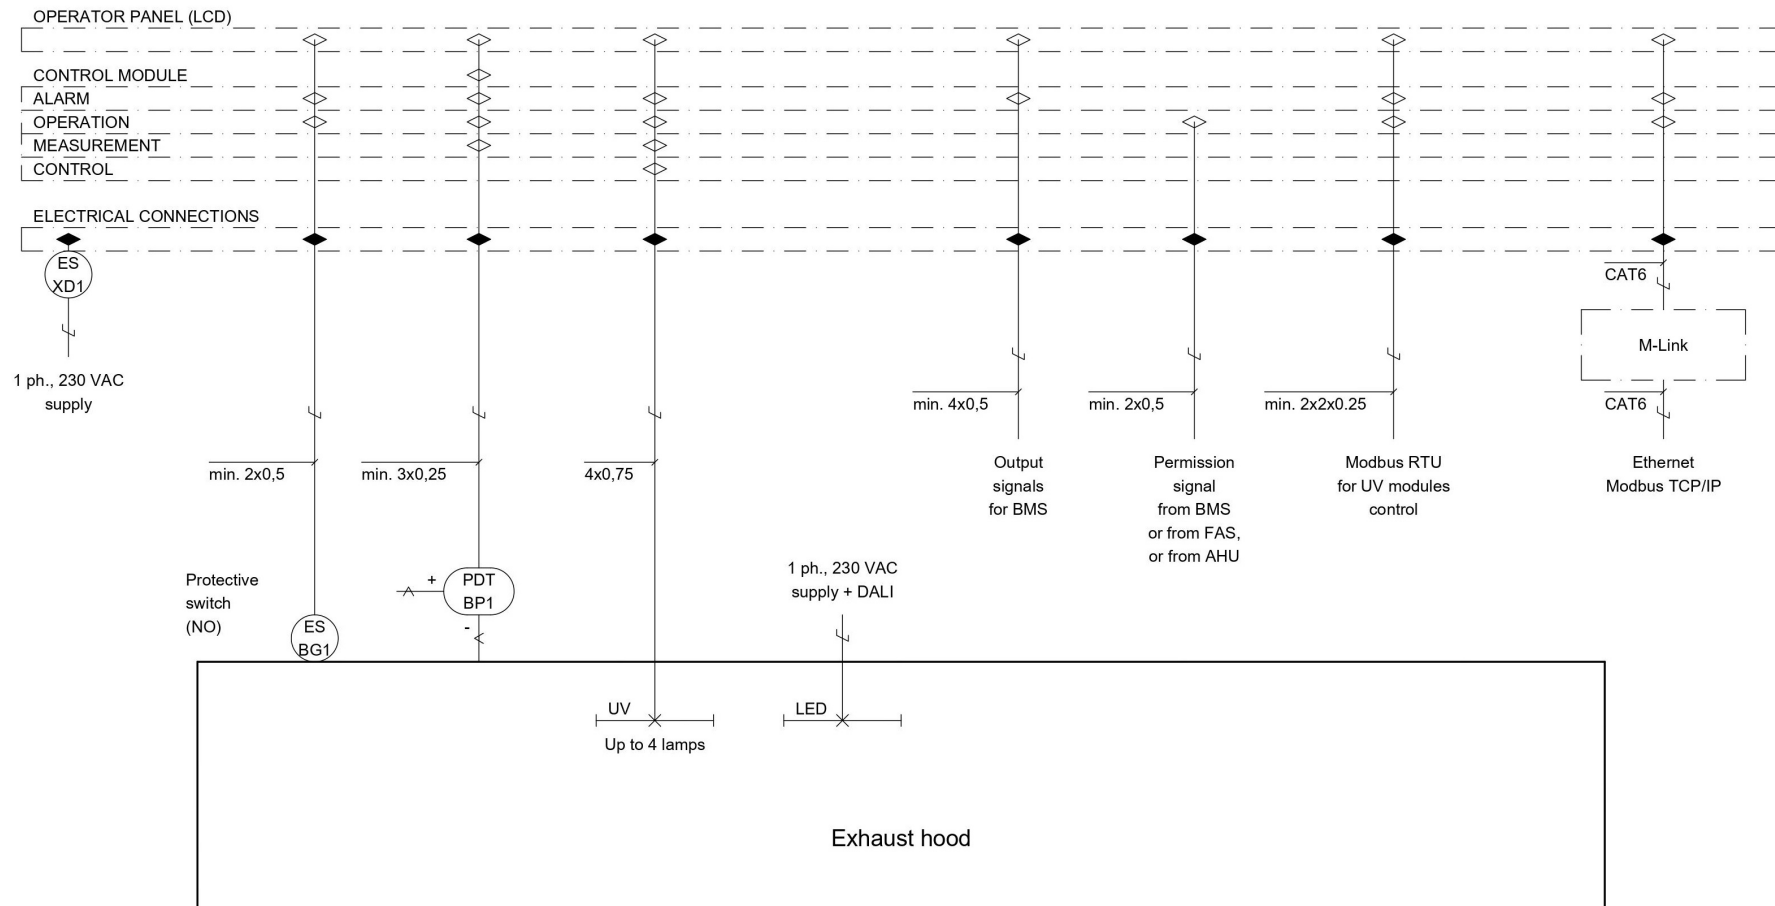 OPERATOR PANEL (LCD)
CONTROL MODULE
ALARM
OPERATION
MEASUREMENT
CONTROL
ELECTRICAL CONNECTIONS
ES
XD1
1 ph., 230 VAC
supply
min. 2x0,5
min. 3x0,25
4x0,75
min. 4x0,5
min. 2x0,5
min. 2x2x0.25
CAT6
M-Link
CAT6
Output
signals
for BMS
Permission
signal
from BMS
or from FAS,
or from AHU
Modbus RTU
for UV modules
control
Ethernet
Modbus TCP/IP
Protective
switch
(NO)
ES
BG1
+
PDT
BP1
-
1 ph., 230 VAC
supply + DALI
UV
Up to 4 lamps
LED
Exhaust hood